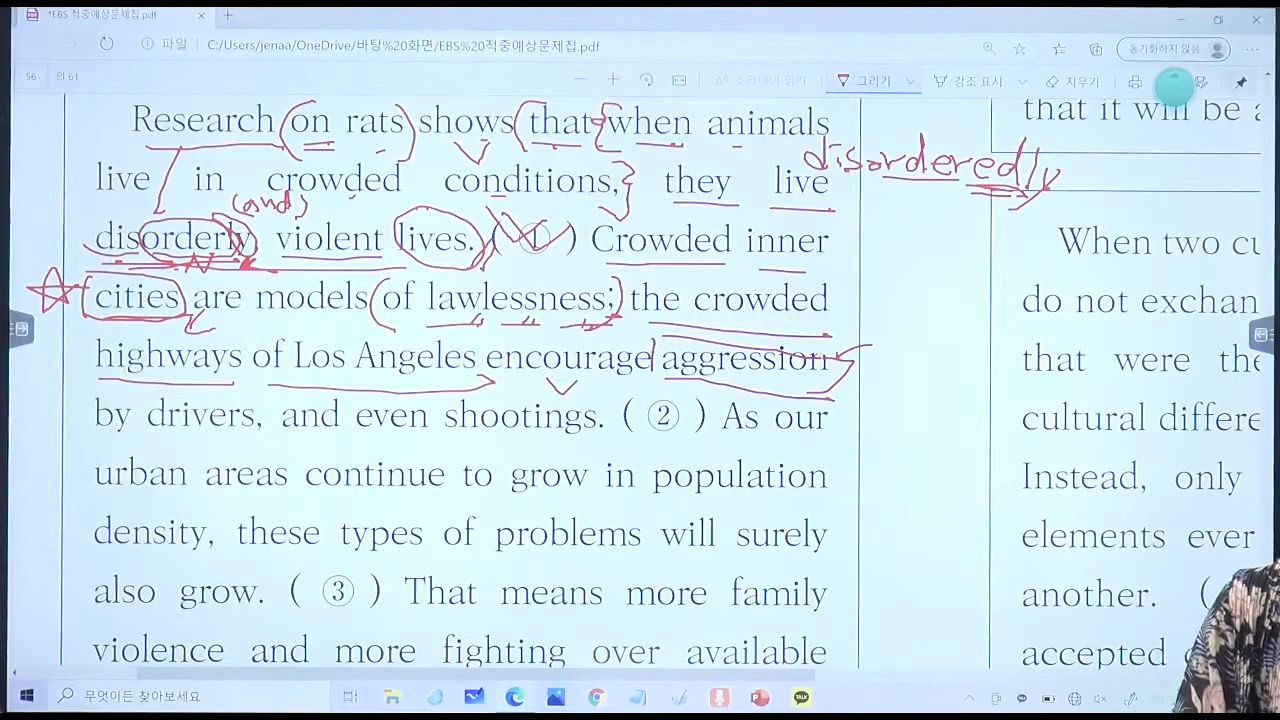 *EBS 적중예상문제집.pdf
파일 C:/Users/jenaa/OneDrive/바탕%20화면/EBS%20적중예상문제집.pdf
동기화하지 않음
56 의 61
소리내어 읽기
그리기
강조 표시
지우기
Research on rats shows that when animals
live in crowded conditions, they live
disorderedly
(and)
disorderly violent lives. ( ① ) Crowded inner
N
cities are models of lawlessness; the crowded
highways of Los Angeles encourage aggression
by drivers, and even shootings. ( ② ) As our
urban areas continue to grow in population
density, these types of problems will surely
also grow. ( ③ ) That means more family
violence and more fighting over available
that it will be a
When two cu
do not exchan
that were the
cultural differe
Instead, only
elements ever
another. (
accepted
무엇이든 찾아보세요
TALK